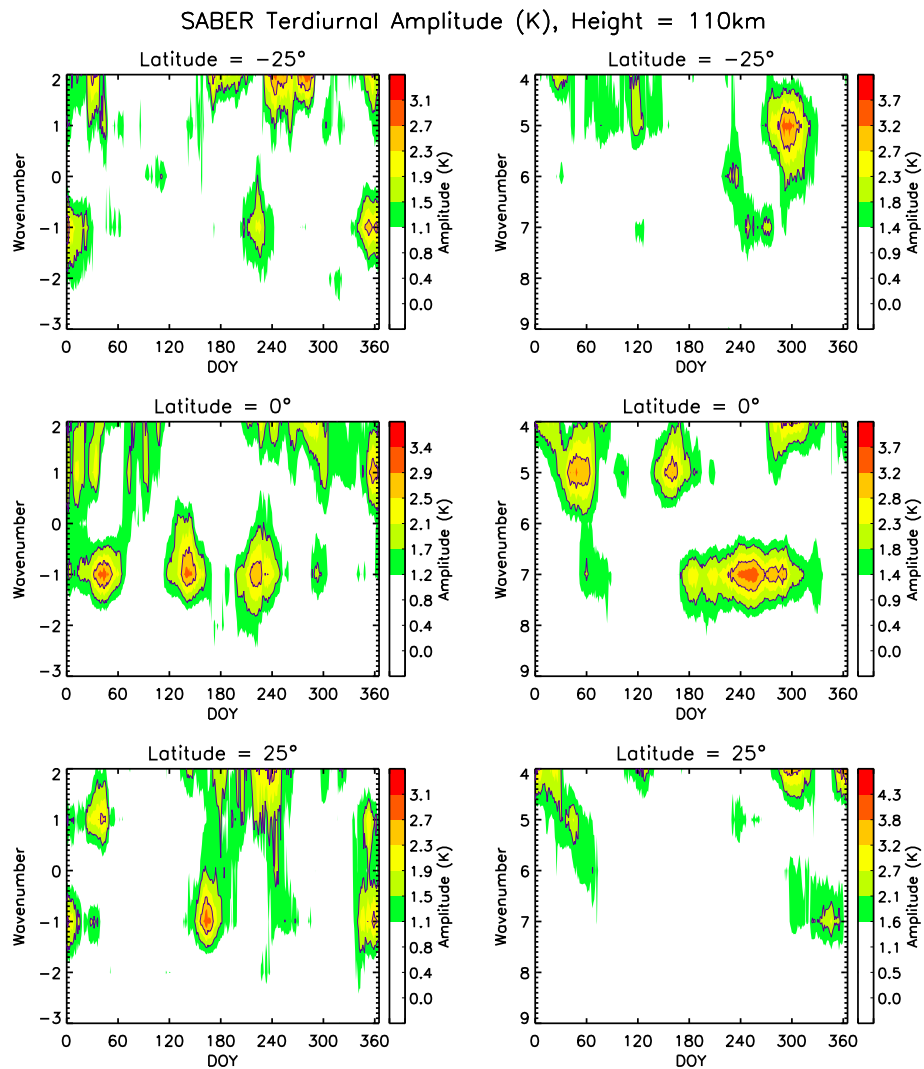 SABER Terdiurnal Amplitude (K), Height = 110km
Latitude = −25°
2
1
0
−1
−2
−3
Wavenumber
0 60 120 180 240 300 360
DOY
3.1
2.7
2.3
1.9
1.5
1.1
0.8
0.4
0.0
Amplitude (K)
Latitude = −25°
4
5
6
7
8
9
Wavenumber
0 60 120 180 240 300 360
DOY
3.7
3.2
2.7
2.3
1.8
1.4
0.9
0.4
0.0
Amplitude (K)
Latitude = 0°
2
1
0
−1
−2
−3
Wavenumber
0 60 120 180 240 300 360
DOY
3.4
2.9
2.5
2.1
1.7
1.2
0.8
0.4
0.0
Amplitude (K)
Latitude = 0°
4
5
6
7
8
9
Wavenumber
0 60 120 180 240 300 360
DOY
3.7
3.2
2.8
2.3
1.8
1.4
0.9
0.4
0.0
Amplitude (K)
Latitude = 25°
2
1
0
−1
−2
−3
Wavenumber
0 60 120 180 240 300 360
DOY
3.1
2.7
2.3
1.9
1.5
1.1
0.8
0.4
0.0
Amplitude (K)
Latitude = 25°
4
5
6
7
8
9
Wavenumber
0 60 120 180 240 300 360
DOY
4.3
3.8
3.2
2.7
2.1
1.6
1.1
0.5
0.0
Amplitude (K)